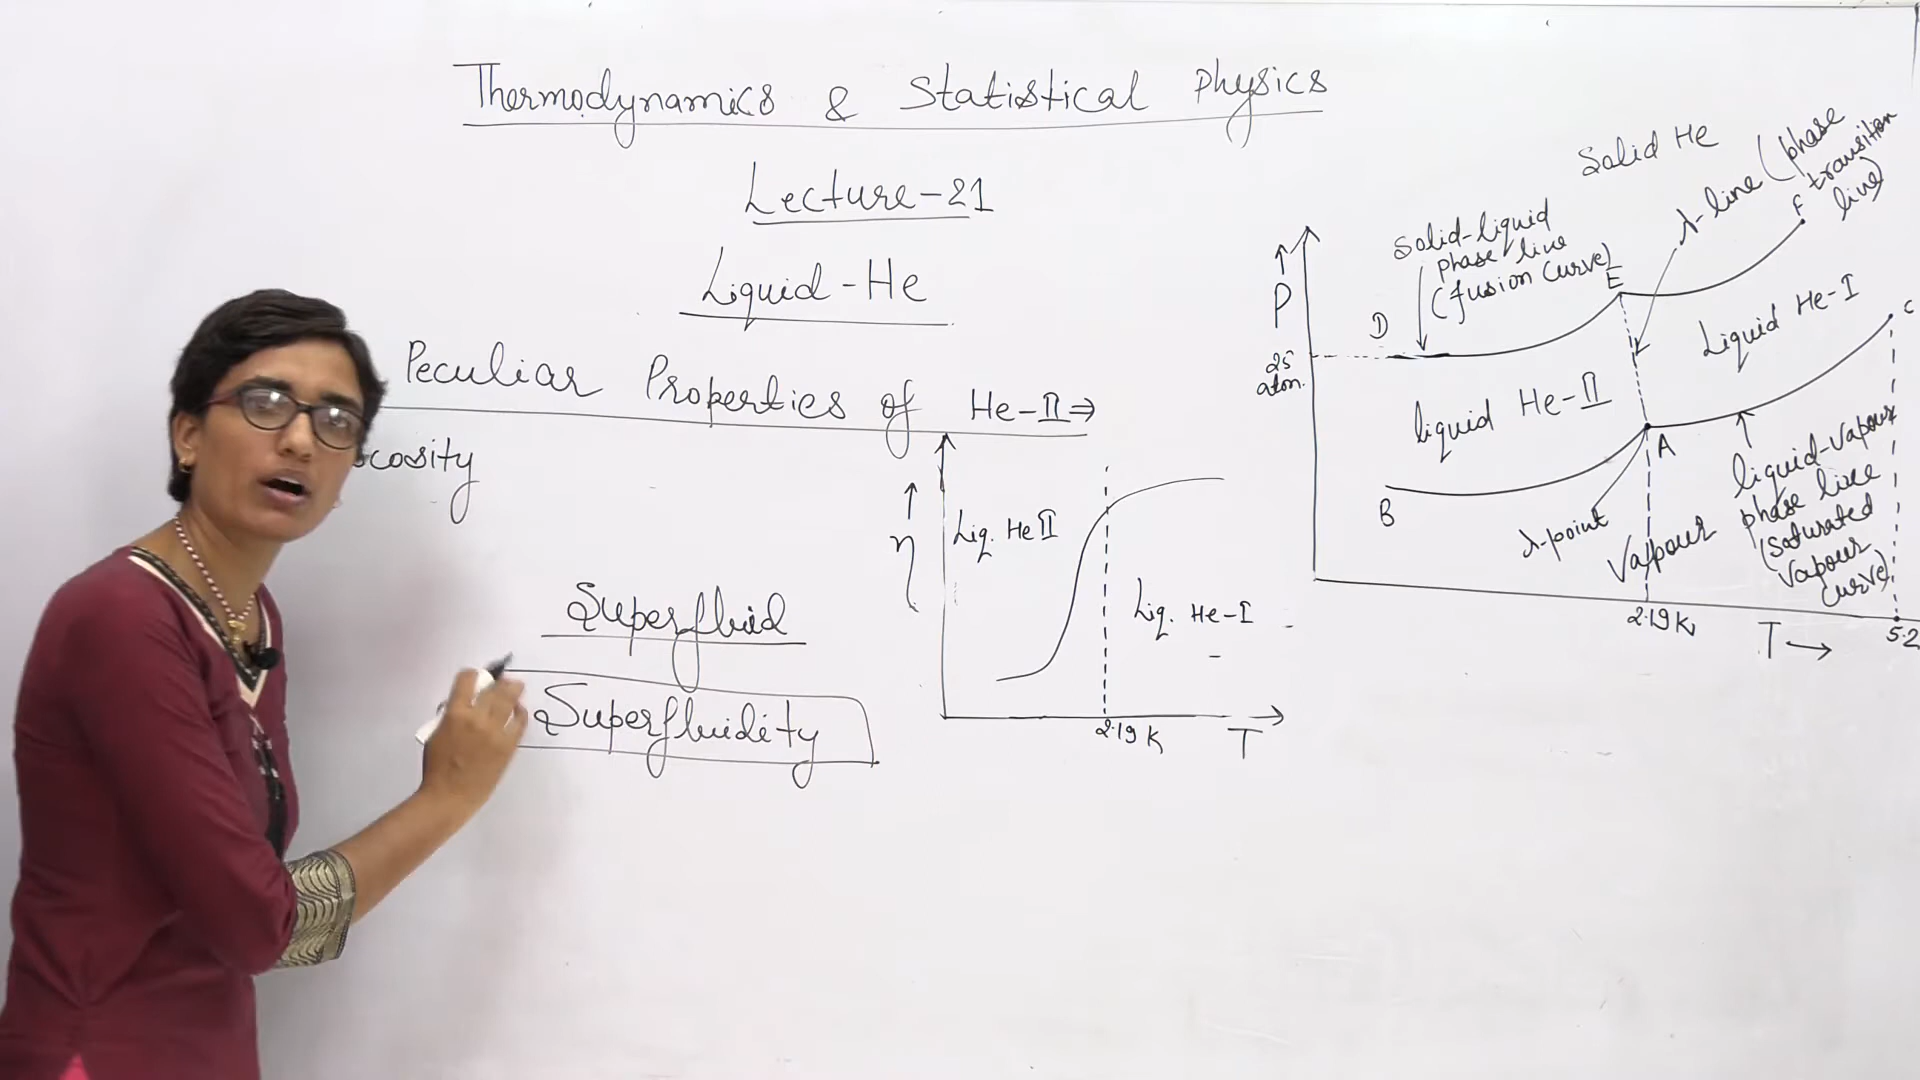 Thermodynamics & Statistical Physics
Lecture-21
Liquid-He
Peculiar Properties of He-II⇒
scosity
Superfluid
Superfluidity
↑
η
Liq. He II
Liq. He-I
2.19 K
T
Solid He
λ-line (phase
transition
line)
Solid-liquid
phase line
(fusion curve)
↑
P
25
atm.
D
E
F
Liquid He-I
C
liquid He-II
A
B
λ-point
Vapour
liquid-vapour
phase line
(saturated
vapour
curve)
2.19 K
T →
5.2